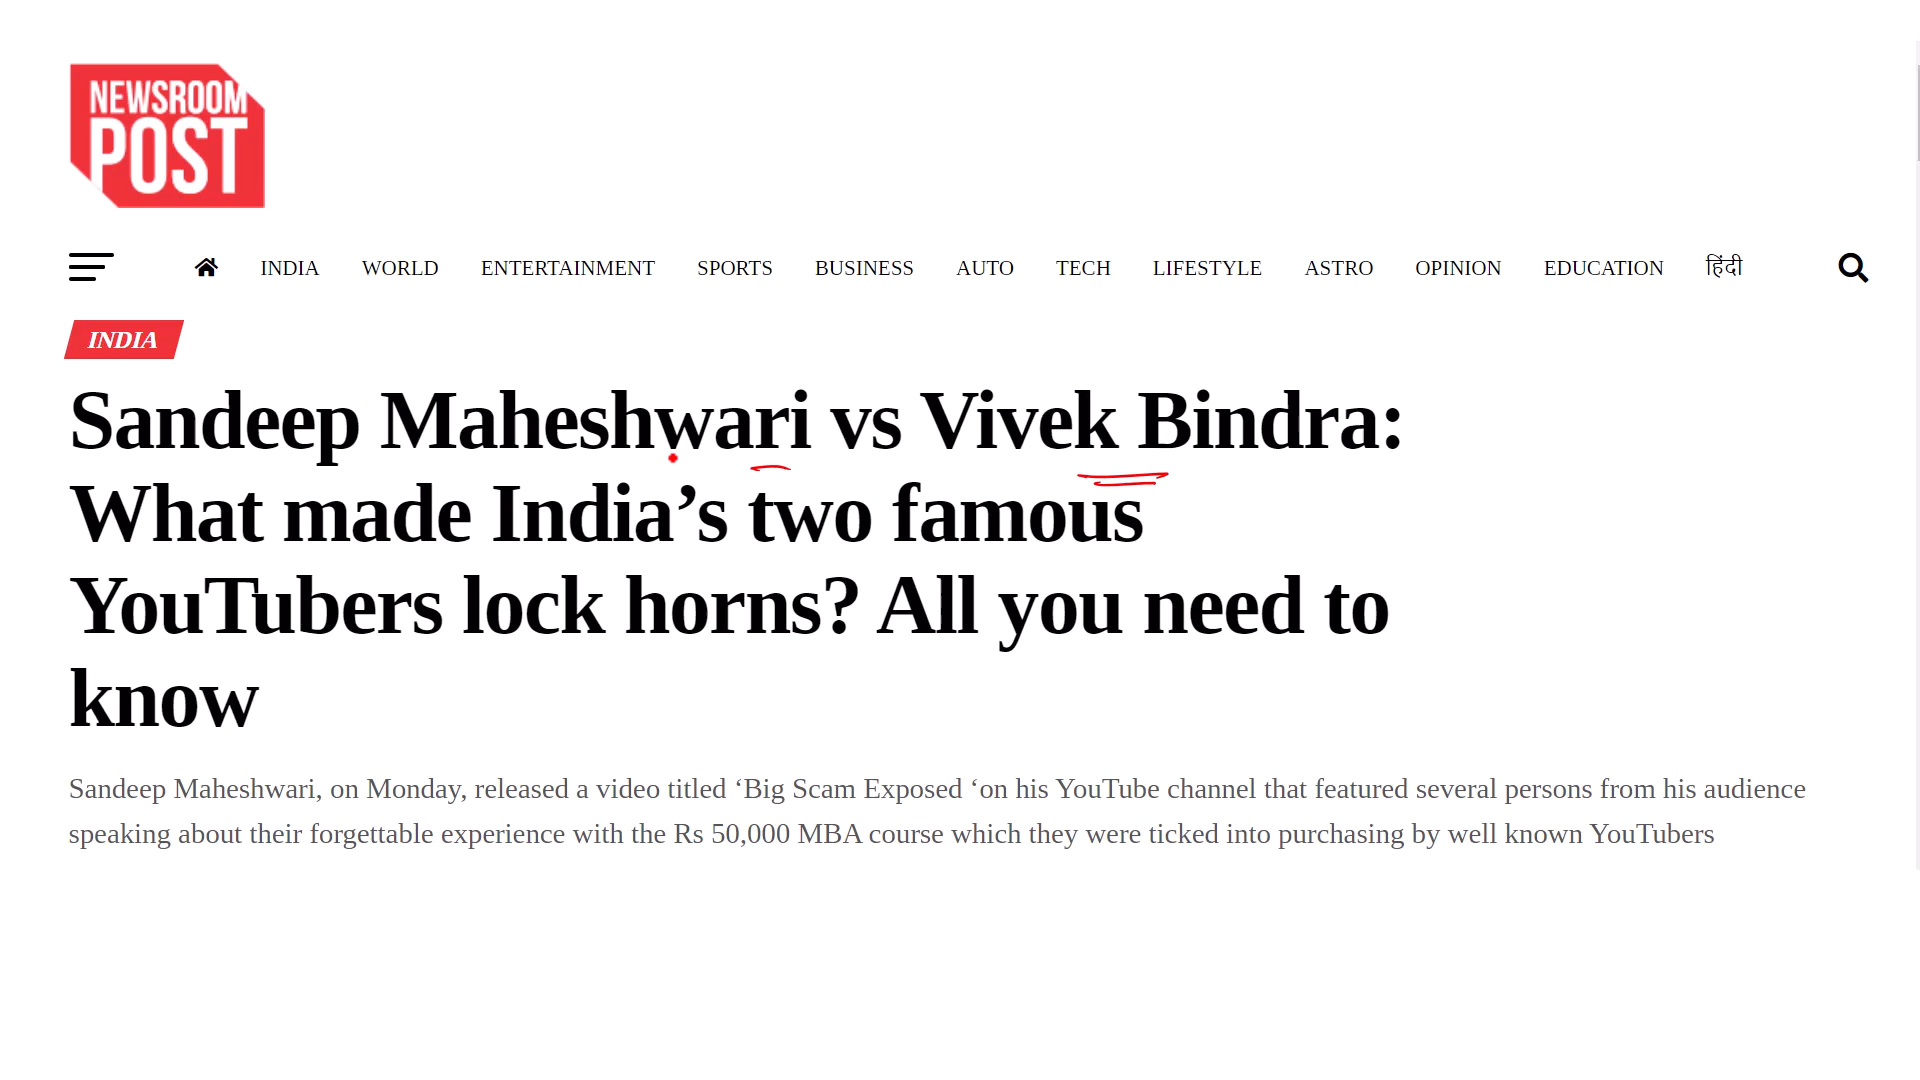 NEWSROOM
POST
INDIA WORLD ENTERTAINMENT SPORTS BUSINESS AUTO TECH LIFESTYLE ASTRO OPINION EDUCATION हिंदी
INDIA
Sandeep Maheshwari vs Vivek Bindra:
What made India’s two famous
YouTubers lock horns? All you need to
know
Sandeep Maheshwari, on Monday, released a video titled ‘Big Scam Exposed ‘on his YouTube channel that featured several persons from his audience
speaking about their forgettable experience with the Rs 50,000 MBA course which they were ticked into purchasing by well known YouTubers